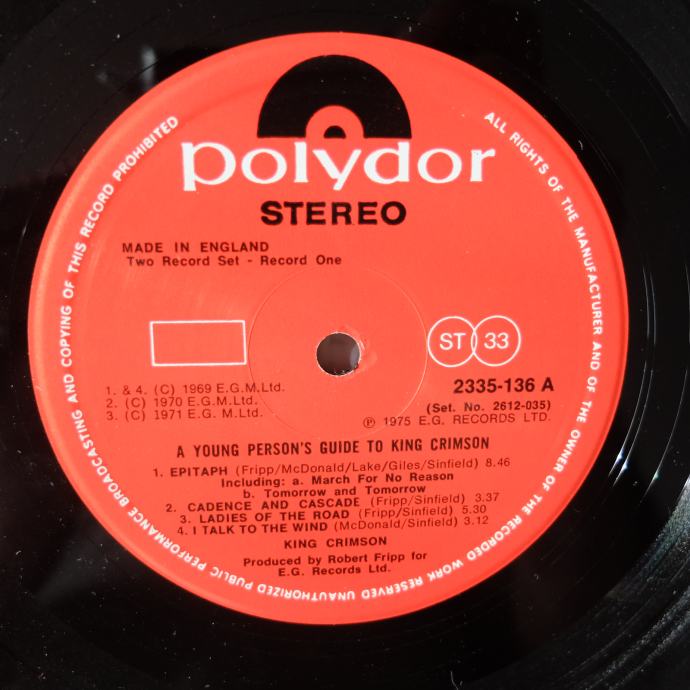 polydor
STEREO
MADE IN ENGLAND
Two Record Set - Record One
ST 33
2335-136 A
(Set. No. 2612-035)
1. & 4. (C) 1969 E.G.M.Ltd.
2. (C) 1970 E.G.M.Ltd.
3. (C) 1971 E.G. M.Ltd.
℗ 1975 E.G. RECORDS LTD.
A YOUNG PERSON'S GUIDE TO KING CRIMSON
1. EPITAPH (Fripp/McDonald/Lake/Giles/Sinfield) 8.46
Including: a. March For No Reason
b. Tomorrow and Tomorrow
2. CADENCE AND CASCADE (Fripp/Sinfield) 3.37
3. LADIES OF THE ROAD (Fripp/Sinfield) 5.30
4. I TALK TO THE WIND (McDonald/Sinfield) 3.12
KING CRIMSON
Produced by Robert Fripp for
E.G. Records Ltd.
ALL RIGHTS OF THE MANUFACTURER AND OF THE OWNER OF THE RECORDED WORK RESERVED UNAUTHORIZED PUBLIC PERFORMANCE BROADCASTING AND COPYING OF THIS RECORD PROHIBITED